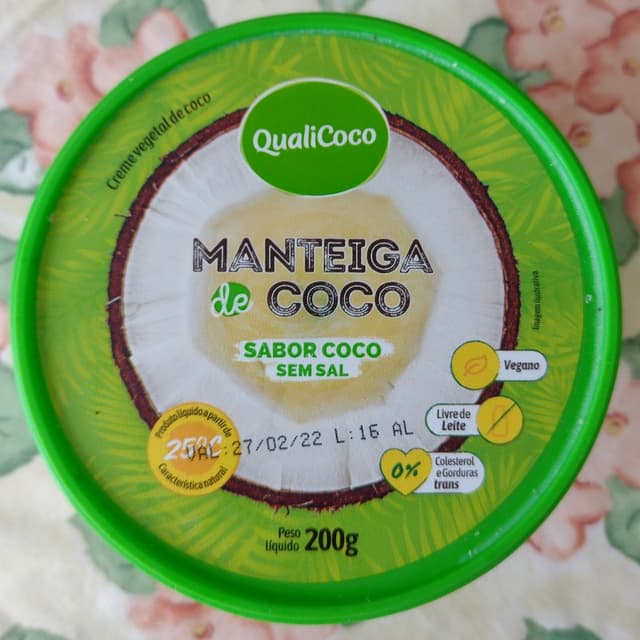 Creme vegetal de coco
QualiCoco
MANTEIGA
de COCO
SABOR COCO
SEM SAL
Imagem ilustrativa
Vegano
Livre de
Leite
0%
Colesterol
e Gorduras
trans
Produto líquido a partir de
25°C
Característica natural
VAL:27/02/22 L:16 AL
Peso
líquido 200g